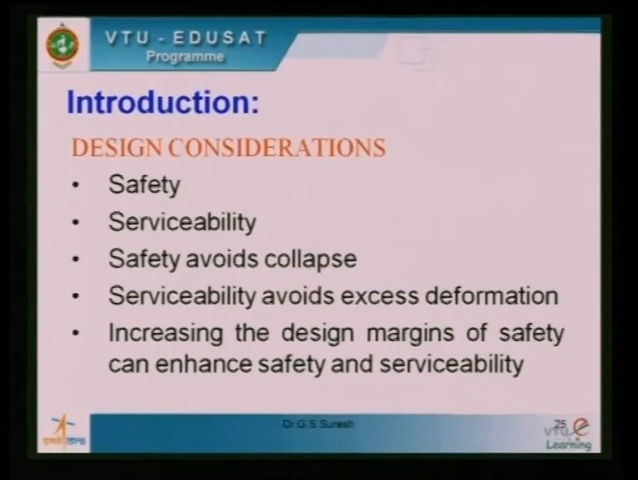 VTU - EDUSAT
Programme
Introduction:
DESIGN CONSIDERATIONS
• Safety
• Serviceability
• Safety avoids collapse
• Serviceability avoids excess deformation
• Increasing the design margins of safety
can enhance safety and serviceability
Dr G.S.Suresh
25
vtu e
Learning